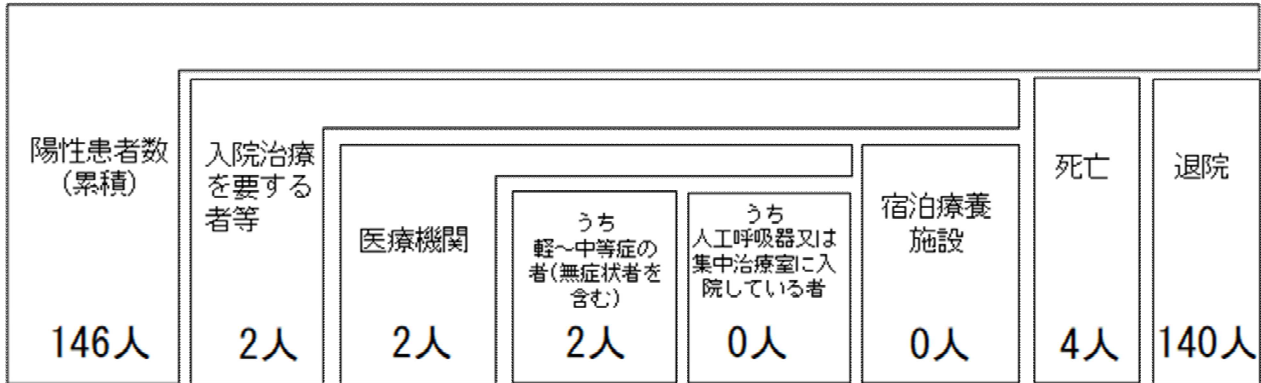 陽性患者数
(累積)
146人
入院治療
を要する
者等
2人
医療機関
2人
うち
軽～中等症の
者(無症状者を
含む)
2人
うち
人工呼吸器又は
集中治療室に入
院している者
0人
宿泊療養
施設
0人
死亡
4人
退院
140人